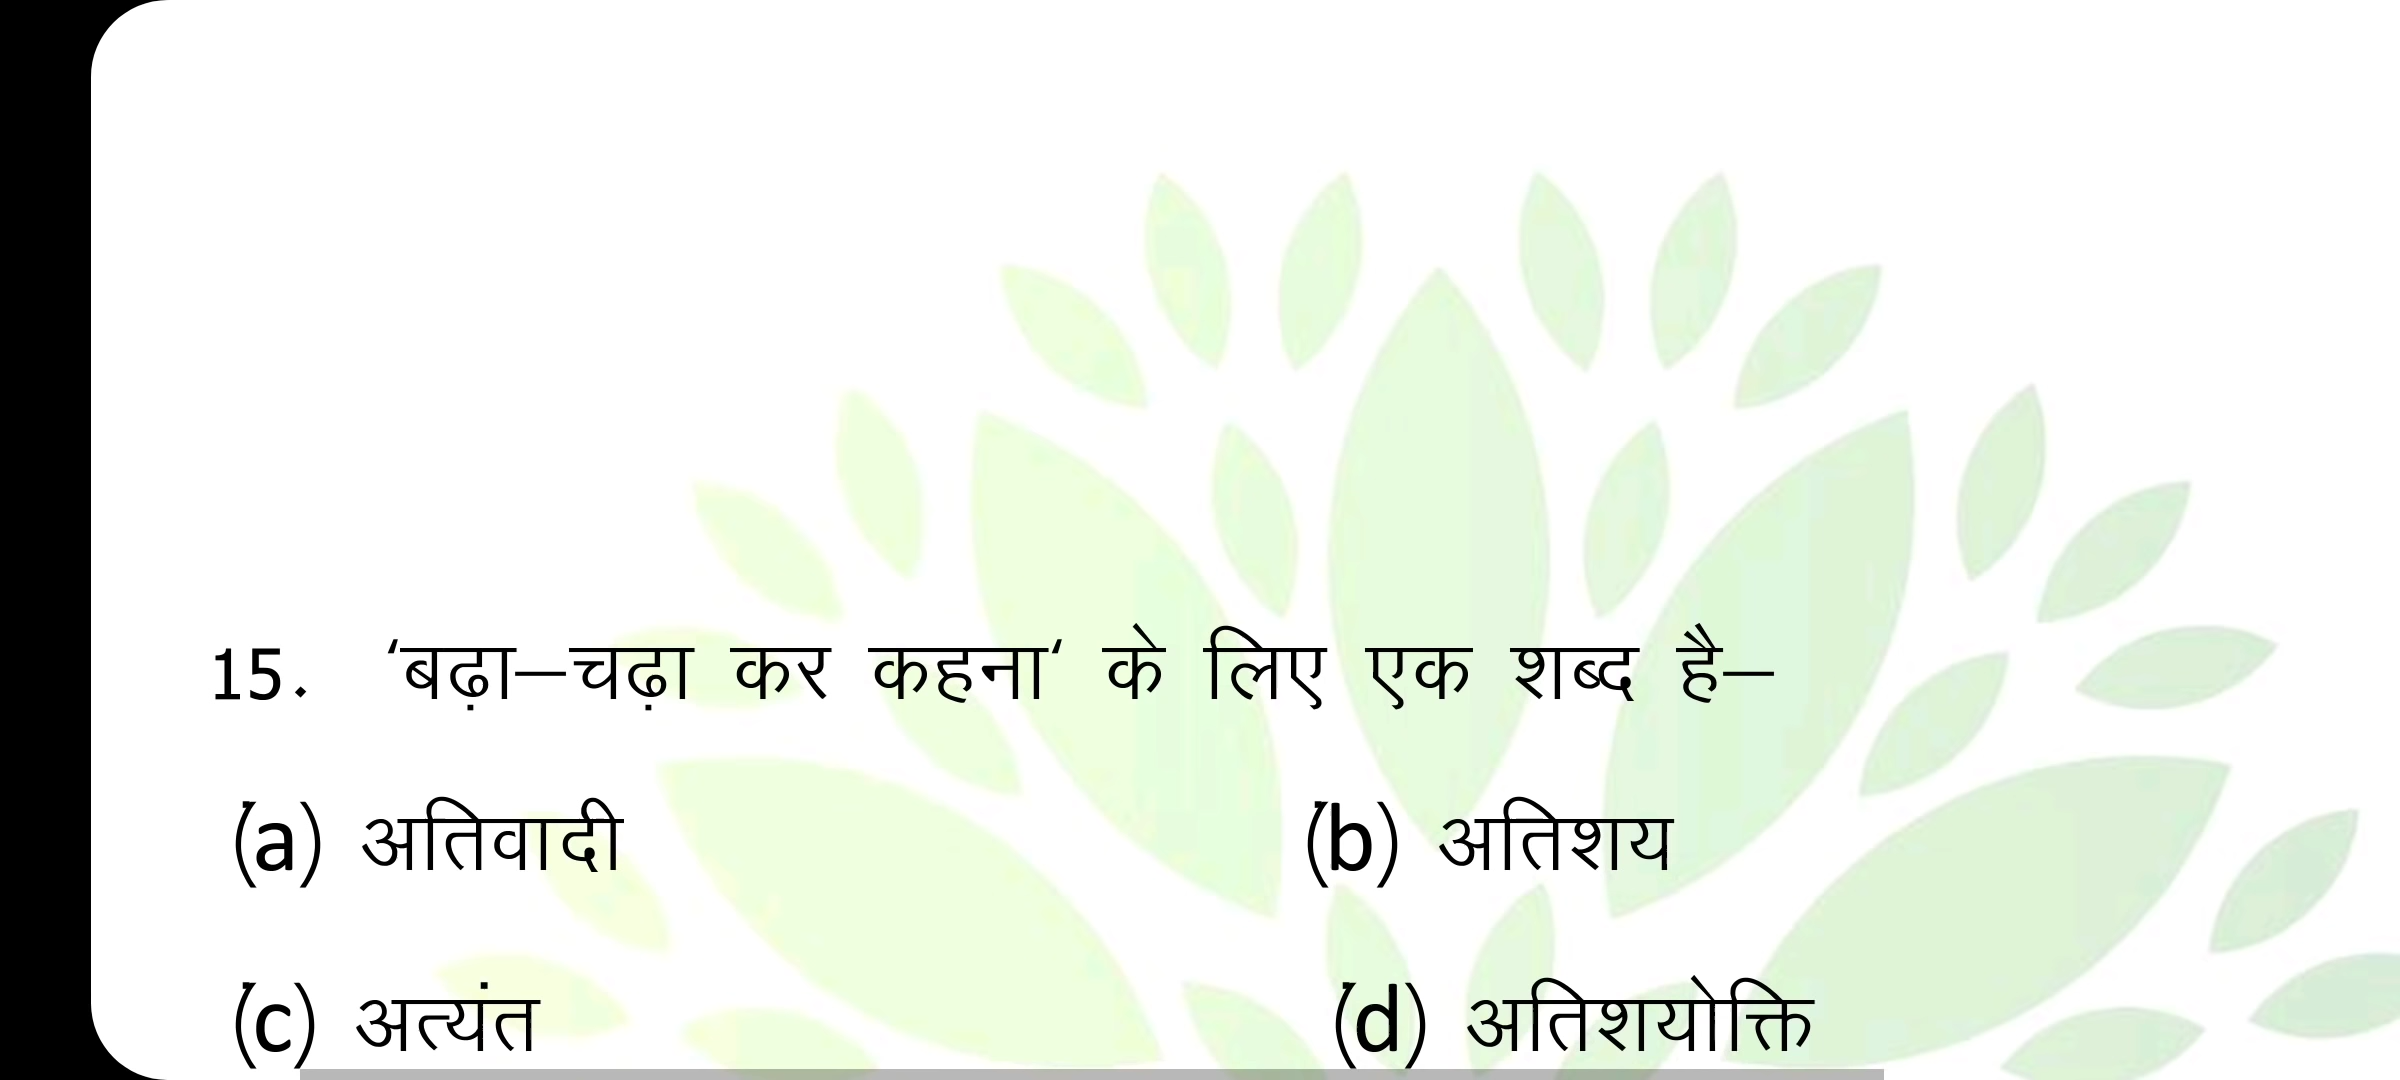 15. ‘बढ़ा–चढ़ा कर कहना‘ के लिए एक शब्द है–
(a) अतिवादी (b) अतिशय
(c) अत्यंत (d) अतिशयोक्ति